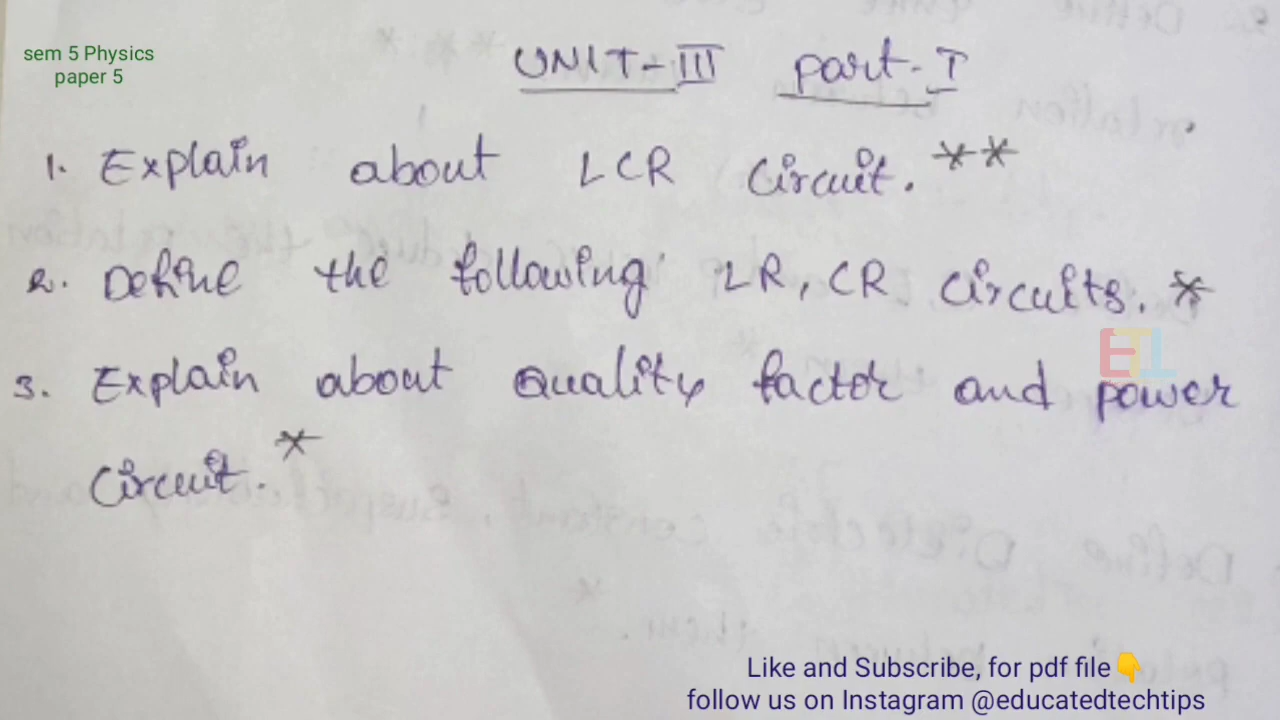 sem 5 Physics
paper 5
UNIT-III part-I
1. Explain about LCR Circuit. **
2. Define the following LR, CR circuits. *
ETL
3. Explain about Quality factor and power
Circuit. *
Like and Subscribe, for pdf file👇
follow us on Instagram @educatedtechtips